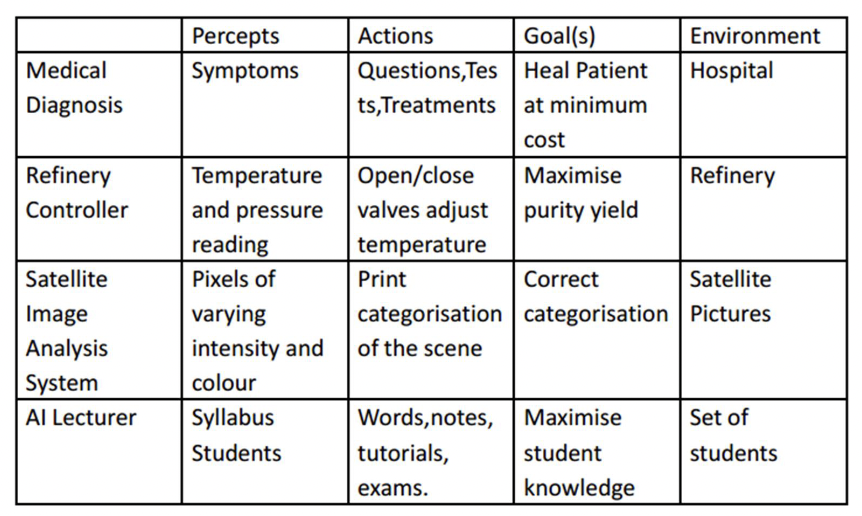 Percepts Actions Goal(s) Environment
Medical
Diagnosis
Symptoms
Questions,Tes
ts,Treatments
Heal Patient
at minimum
cost
Hospital
Refinery
Controller
Temperature
and pressure
reading
Open/close
valves adjust
temperature
Maximise
purity yield
Refinery
Satellite
Image
Analysis
System
Pixels of
varying
intensity and
colour
Print
categorisation
of the scene
Correct
categorisation
Satellite
Pictures
AI Lecturer
Syllabus
Students
Words,notes,
tutorials,
exams.
Maximise
student
knowledge
Set of
students